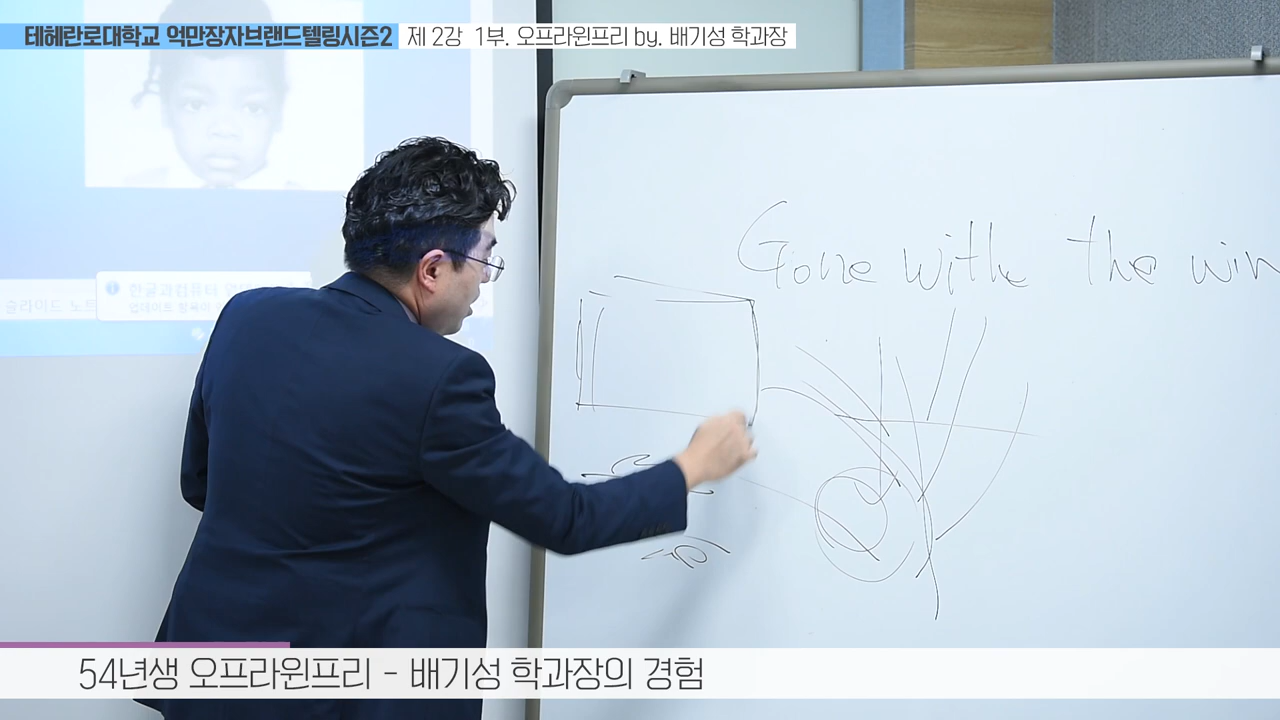 테헤란로대학교 억만장자브랜드텔링시즌2 제 2강 1부. 오프라윈프리 by. 배기성 학과장
Gone with the win
한글과컴퓨터
슬라이드 노트
54년생 오프라윈프리 - 배기성 학과장의 경험